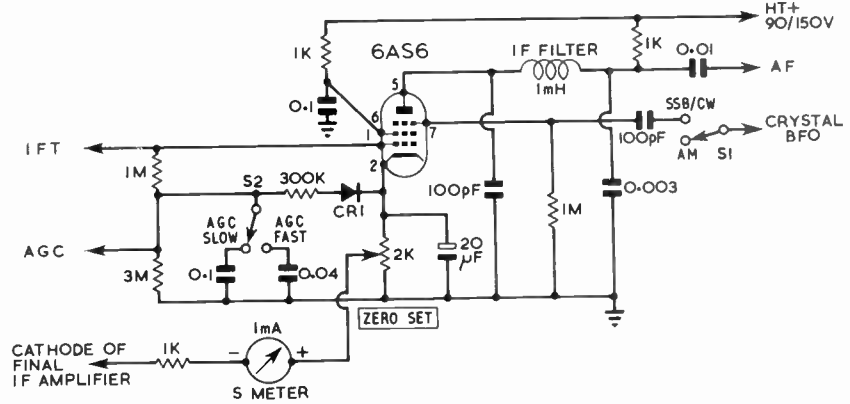 HT+
90/150V
1K
6AS6
IF FILTER
1mH
1K
0.01
AF
5
0.1
6
1
7
2
SSB/CW
100pF
AM
S1
CRYSTAL
BFO
IFT
1M
300K
S2
CR1
100pF
1M
0.003
AGC
SLOW
AGC
FAST
AGC
3M
0.1
0.04
2K
20
µF
ZERO SET
1mA
CATHODE OF
FINAL
IF AMPLIFIER
1K
-
+
S METER